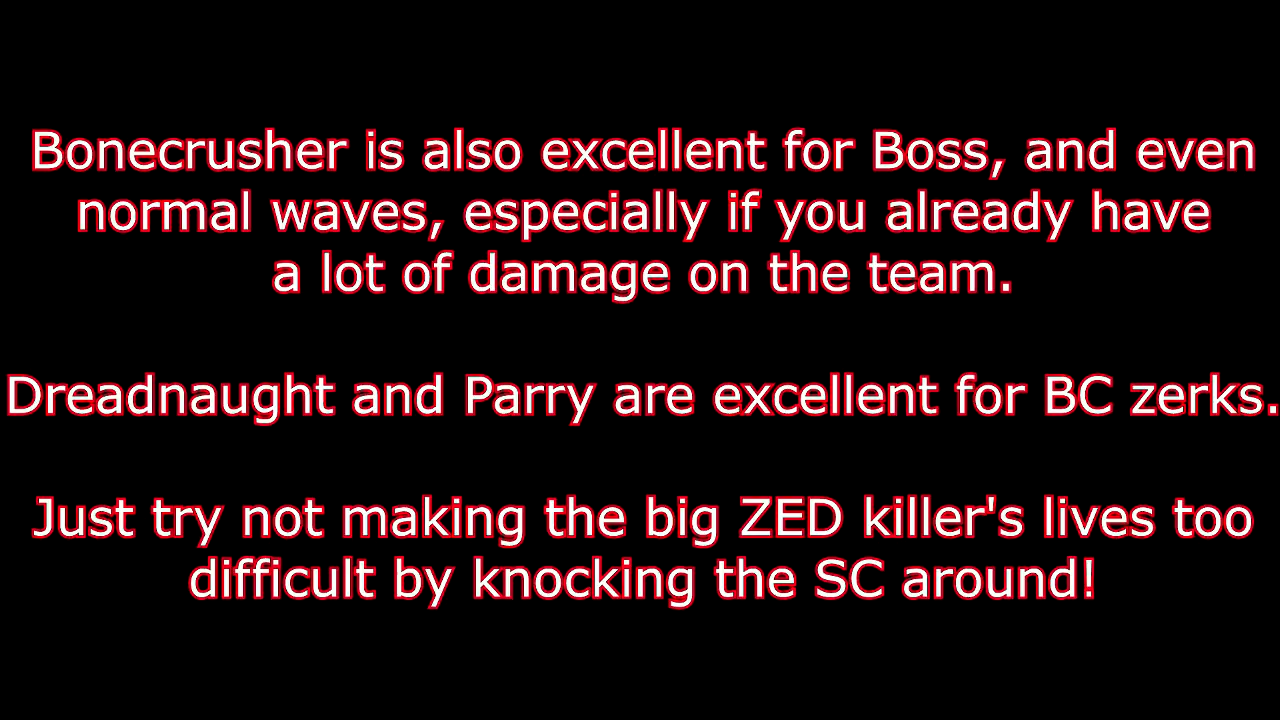 Bonecrusher is also excellent for Boss, and even
normal waves, especially if you already have
a lot of damage on the team.
Dreadnaught and Parry are excellent for BC zerks.
Just try not making the big ZED killer's lives too
difficult by knocking the SC around!